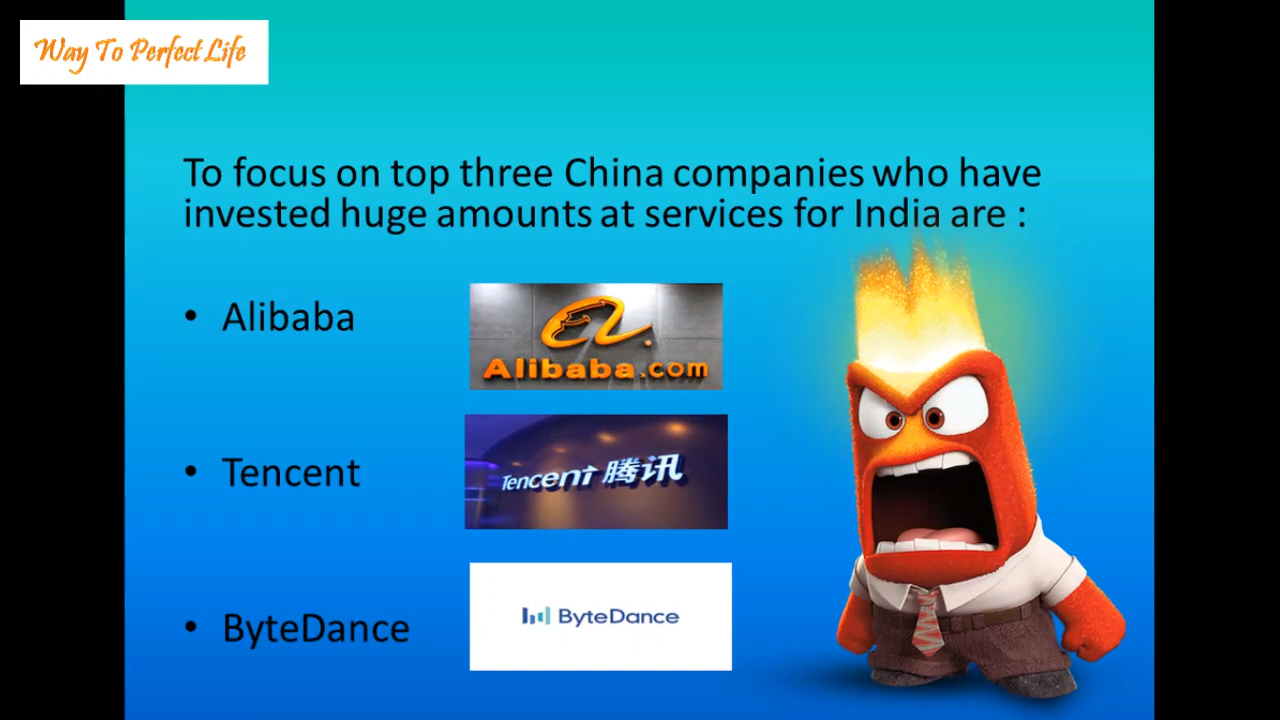 Way To Perfect Life
To focus on top three China companies who have
invested huge amounts at services for India are :
• Alibaba
Alibaba.com
• Tencent
Tencent 腾讯
• ByteDance
ByteDance